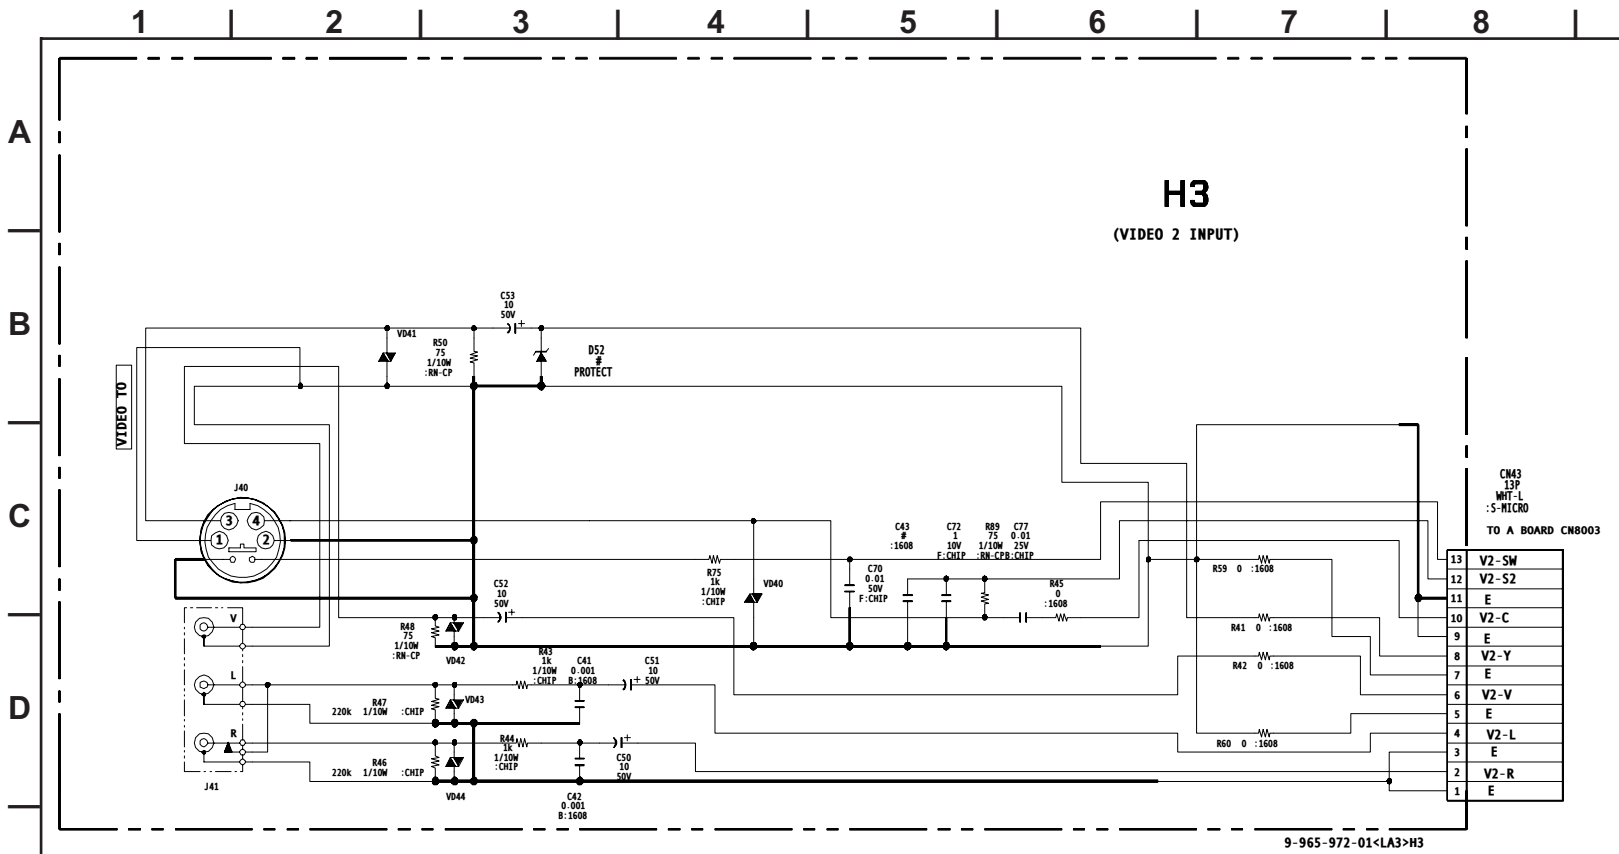 1 2 3 4 5 6 7 8
A
H3
(VIDEO 2 INPUT)
B
C53
10
50V
+
VD41
R50
75
1/10W
:RN-CP
D52
#
PROTECT
VIDEO TO
C
J40
3 4
1 2
CN43
13P
WHT-L
:S-MICRO
TO A BOARD CN8003
R75
1k
1/10W
:CHIP
VD40
C43
#
:1608
C72
1
10V
F:CHIP
R89
75
1/10W
:RN-CP
C77
0.01
25V
B:CHIP
C70
0.01
50V
F:CHIP
R45
0
:1608
R59 0 :1608
13 V2-SW
12 V2-S2
11 E
10 V2-C
9 E
8 V2-Y
7 E
6 V2-V
5 E
4 V2-L
3 E
2 V2-R
1 E
C52
10
50V
+
V
R48
75
1/10W
:RN-CP
VD42
R41 0 :1608
R42 0 :1608
D
L
R43
1k
1/10W
:CHIP
C41
0.001
B:1608
C51
10
50V
+
R47
220k 1/10W :CHIP
VD43
R
R44
1k
1/10W
:CHIP
+
C50
10
50V
R60 0 :1608
R46
220k 1/10W :CHIP
VD44
C42
0.001
B:1608
J41
9-965-972-01<LA3>H3